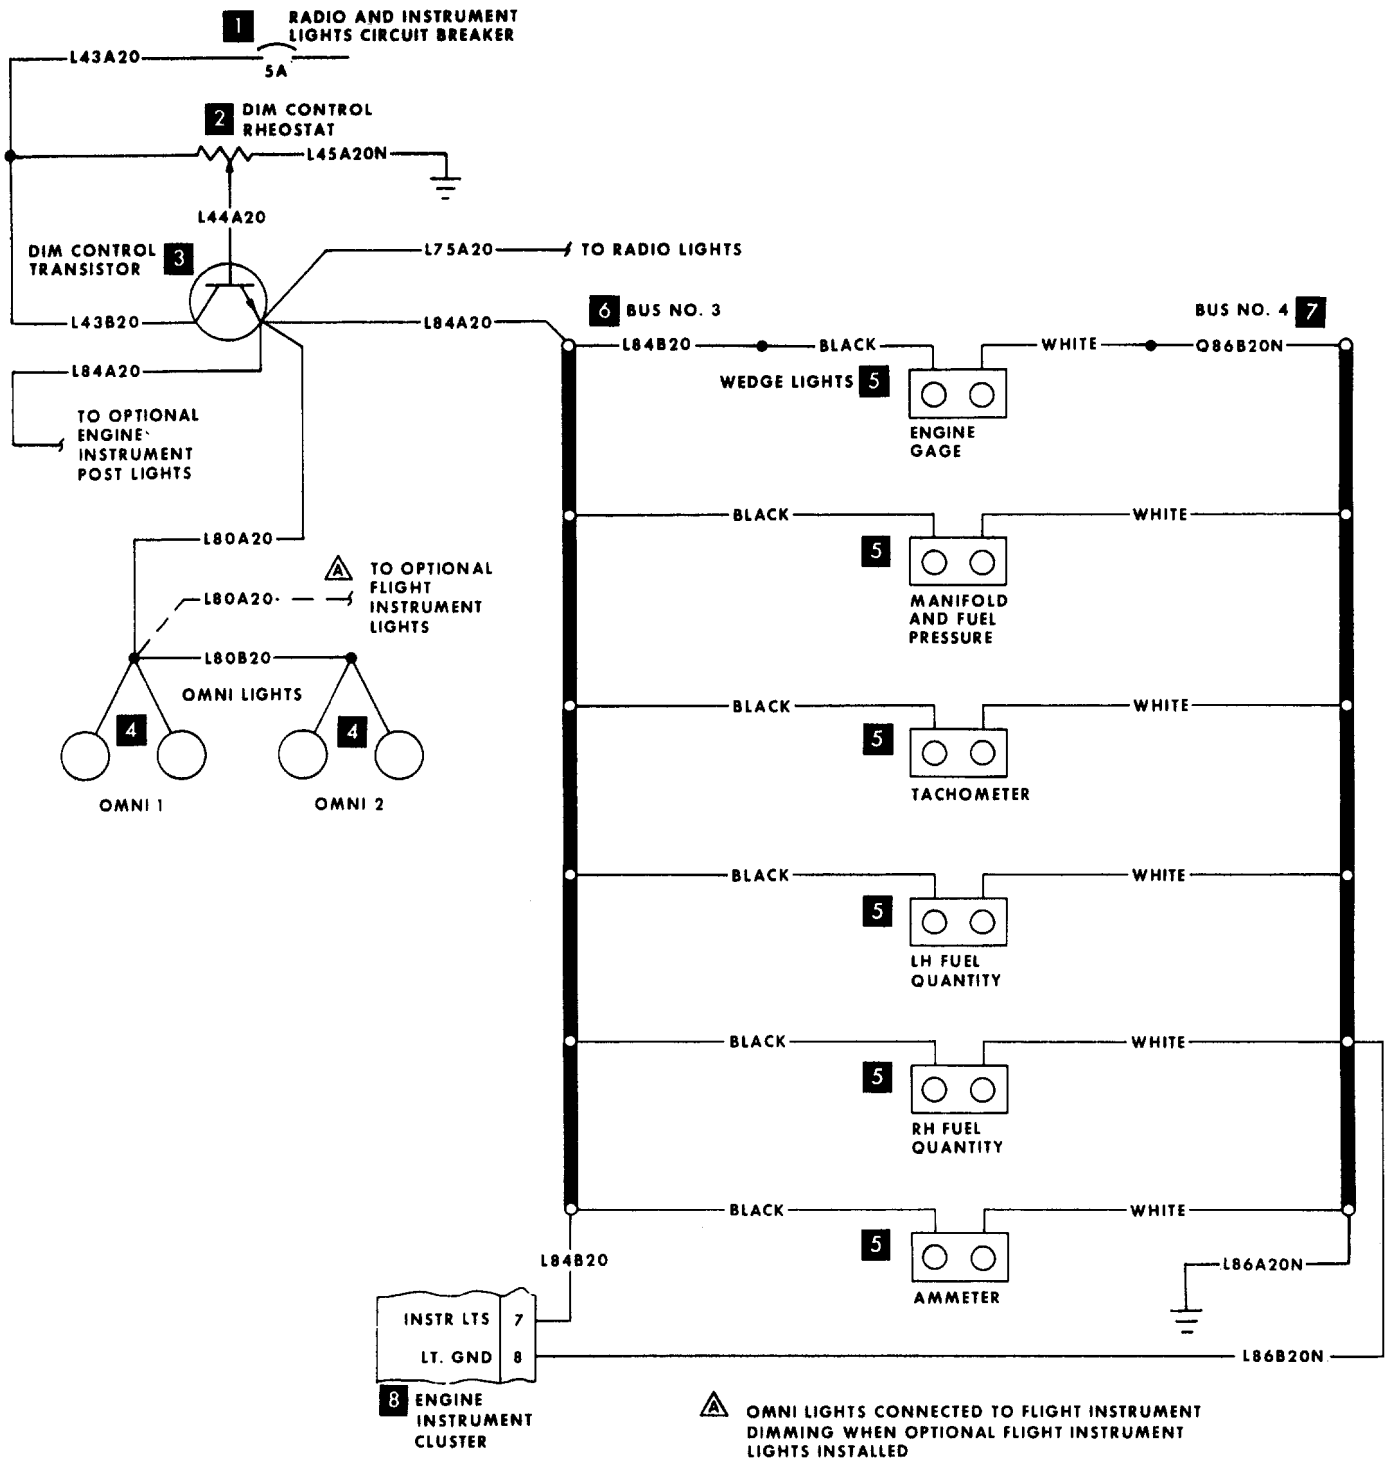 1 RADIO AND INSTRUMENT
LIGHTS CIRCUIT BREAKER
L43A20
5A
2 DIM CONTROL
RHEOSTAT
L45A20N
L44A20
DIM CONTROL 3
TRANSISTOR
L75A20 TO RADIO LIGHTS
L43B20
L84A20
6 BUS NO. 3
BUS NO. 4 7
L84B20
BLACK
WHITE
Q86B20N
L84A20
WEDGE LIGHTS 5
TO OPTIONAL
ENGINE
INSTRUMENT
POST LIGHTS
ENGINE
GAGE
BLACK
WHITE
L80A20
5
A TO OPTIONAL
FLIGHT
INSTRUMENT
LIGHTS
L80A20
MANIFOLD
AND FUEL
PRESSURE
L80B20
OMNI LIGHTS
4
4
OMNI 1
OMNI 2
BLACK
WHITE
5
TACHOMETER
BLACK
WHITE
5
LH FUEL
QUANTITY
BLACK
WHITE
5
RH FUEL
QUANTITY
BLACK
WHITE
5
AMMETER
L84B20
L86A20N
INSTR LTS 7
LT. GND 8
L86B20N
8 ENGINE
INSTRUMENT
CLUSTER
A OMNI LIGHTS CONNECTED TO FLIGHT INSTRUMENT
DIMMING WHEN OPTIONAL FLIGHT INSTRUMENT
LIGHTS INSTALLED